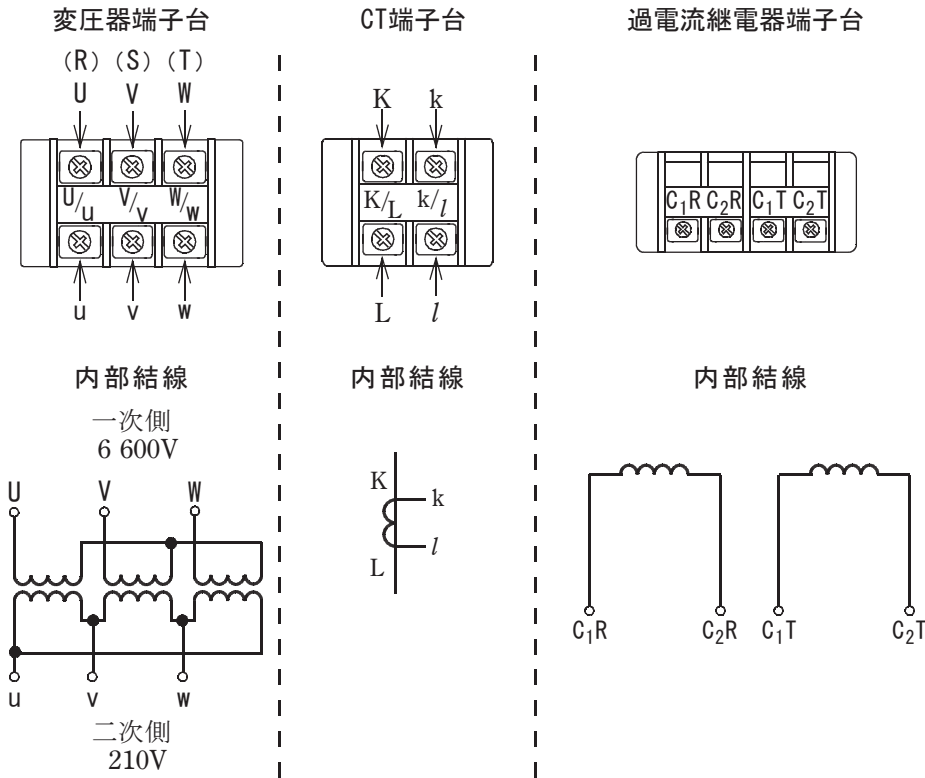 変圧器端子台
(R) (S) (T)
U V W
U/u V/v W/w
u v w
内部結線
一次側
6 600V
U V W
u v w
二次側
210V
CT端子台
K k
K/L k/l
L l
内部結線
K
k
l
L
過電流継電器端子台
C₁R C₂R C₁T C₂T
内部結線
C₁R C₂R C₁T C₂T